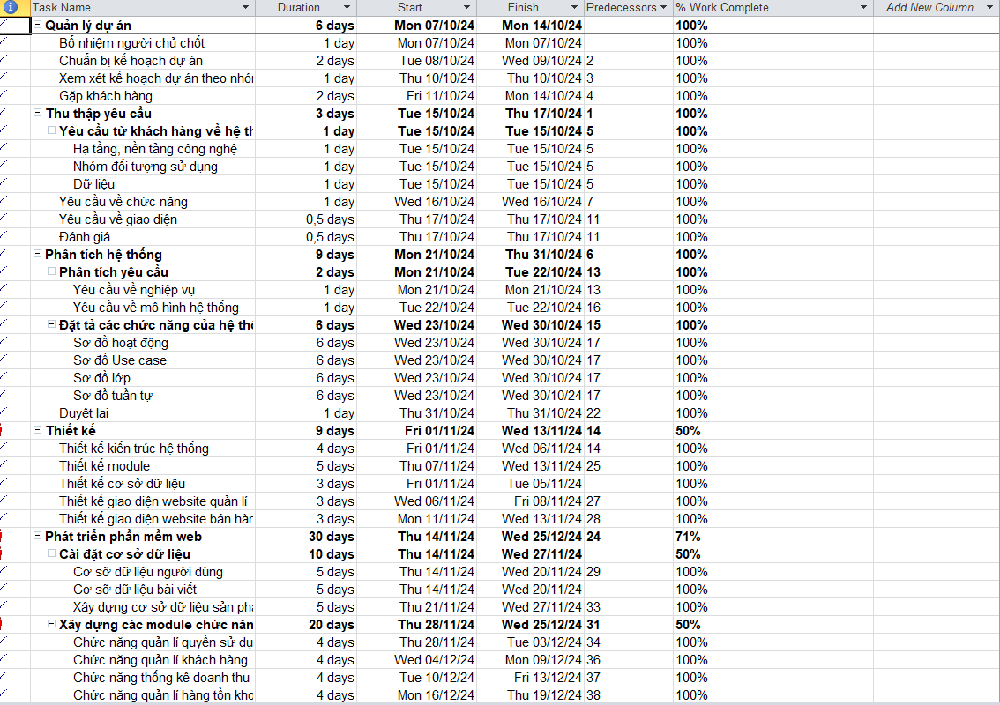 Task Name Duration Start Finish Predecessors % Work Complete Add New Column
Quản lý dự án 6 days Mon 07/10/24 Mon 14/10/24 100%
Bổ nhiệm người chủ chốt 1 day Mon 07/10/24 Mon 07/10/24 100%
Chuẩn bị kế hoạch dự án 2 days Tue 08/10/24 Wed 09/10/24 2 100%
Xem xét kế hoạch dự án theo nhón 1 day Thu 10/10/24 Thu 10/10/24 3 100%
Gặp khách hàng 2 days Fri 11/10/24 Mon 14/10/24 4 100%
Thu thập yêu cầu 3 days Tue 15/10/24 Thu 17/10/24 1 100%
Yêu cầu từ khách hàng về hệ th 1 day Tue 15/10/24 Tue 15/10/24 5 100%
Hạ tầng, nền tảng công nghệ 1 day Tue 15/10/24 Tue 15/10/24 5 100%
Nhóm đối tượng sử dụng 1 day Tue 15/10/24 Tue 15/10/24 5 100%
Dữ liệu 1 day Tue 15/10/24 Tue 15/10/24 5 100%
Yêu cầu về chức năng 1 day Wed 16/10/24 Wed 16/10/24 7 100%
Yêu cầu về giao diện 0,5 days Thu 17/10/24 Thu 17/10/24 11 100%
Đánh giá 0,5 days Thu 17/10/24 Thu 17/10/24 11 100%
Phân tích hệ thống 9 days Mon 21/10/24 Thu 31/10/24 6 100%
Phân tích yêu cầu 2 days Mon 21/10/24 Tue 22/10/24 13 100%
Yêu cầu về nghiệp vụ 1 day Mon 21/10/24 Mon 21/10/24 13 100%
Yêu cầu về mô hình hệ thống 1 day Tue 22/10/24 Tue 22/10/24 16 100%
Đặt tả các chức năng của hệ thố 6 days Wed 23/10/24 Wed 30/10/24 15 100%
Sơ đồ hoạt động 6 days Wed 23/10/24 Wed 30/10/24 17 100%
Sơ đồ Use case 6 days Wed 23/10/24 Wed 30/10/24 17 100%
Sơ đồ lớp 6 days Wed 23/10/24 Wed 30/10/24 17 100%
Sơ đồ tuần tự 6 days Wed 23/10/24 Wed 30/10/24 17 100%
Duyệt lại 1 day Thu 31/10/24 Thu 31/10/24 22 100%
Thiết kế 9 days Fri 01/11/24 Wed 13/11/24 14 50%
Thiết kế kiến trúc hệ thống 4 days Fri 01/11/24 Wed 06/11/24 14 100%
Thiết kế module 5 days Thu 07/11/24 Wed 13/11/24 25 100%
Thiết kế cơ sở dữ liệu 3 days Fri 01/11/24 Tue 05/11/24 100%
Thiết kế giao diện website quản lí 3 days Wed 06/11/24 Fri 08/11/24 27 100%
Thiết kế giao diện website bán hàn 3 days Mon 11/11/24 Wed 13/11/24 28 100%
Phát triển phần mềm web 30 days Thu 14/11/24 Wed 25/12/24 24 71%
Cài đặt cơ sở dữ liệu 10 days Thu 14/11/24 Wed 27/11/24 50%
Cơ sỡ dữ liệu người dùng 5 days Thu 14/11/24 Wed 20/11/24 29 100%
Cơ sỡ dữ liệu bài viết 5 days Thu 14/11/24 Wed 20/11/24 100%
Xây dựng cơ sở dữ liệu sản phẩ 5 days Thu 21/11/24 Wed 27/11/24 33 100%
Xây dựng các module chức năn 20 days Thu 28/11/24 Wed 25/12/24 31 50%
Chức năng quản lí quyền sử dụ 4 days Thu 28/11/24 Tue 03/12/24 34 100%
Chức năng quản lí khách hàng 4 days Wed 04/12/24 Mon 09/12/24 36 100%
Chức năng thống kê doanh thu 4 days Tue 10/12/24 Fri 13/12/24 37 100%
Chức năng quản lí hàng tồn kho 4 days Mon 16/12/24 Thu 19/12/24 38 100%